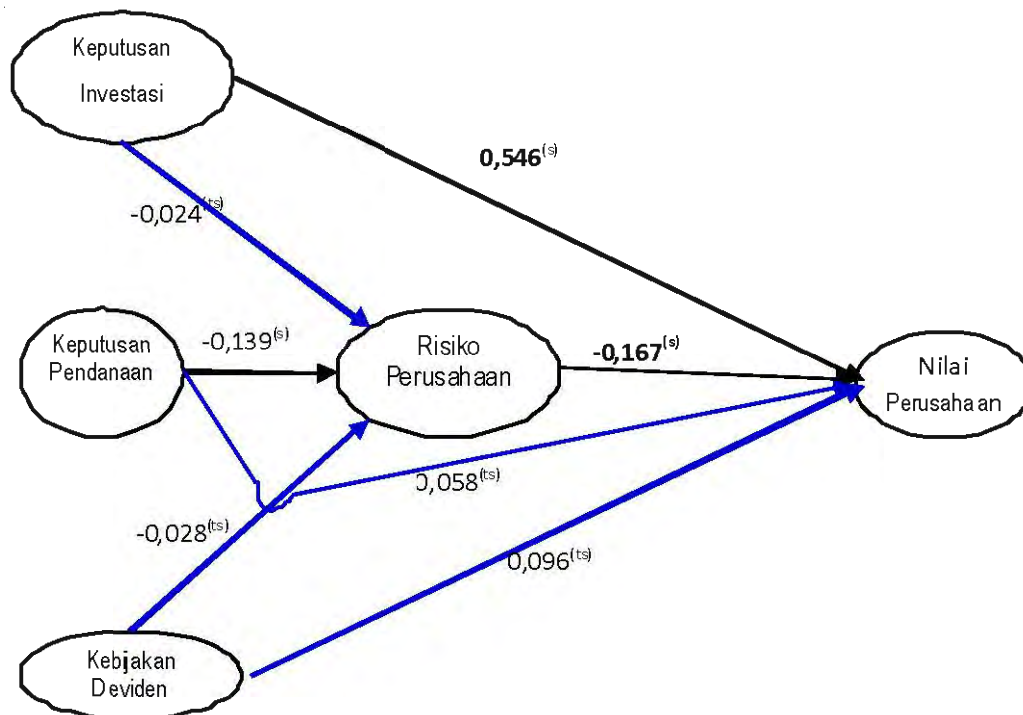 Keputusan
Investasi
0,546(s)
-0,024(ts)
Keputusan
Pendanaan
-0,139(s)
Risiko
Perusahaan
-0,167(s)
Nilai
Perusahaan
0,058(ts)
-0,028(ts)
0,096(ts)
Kebijakan
Deviden